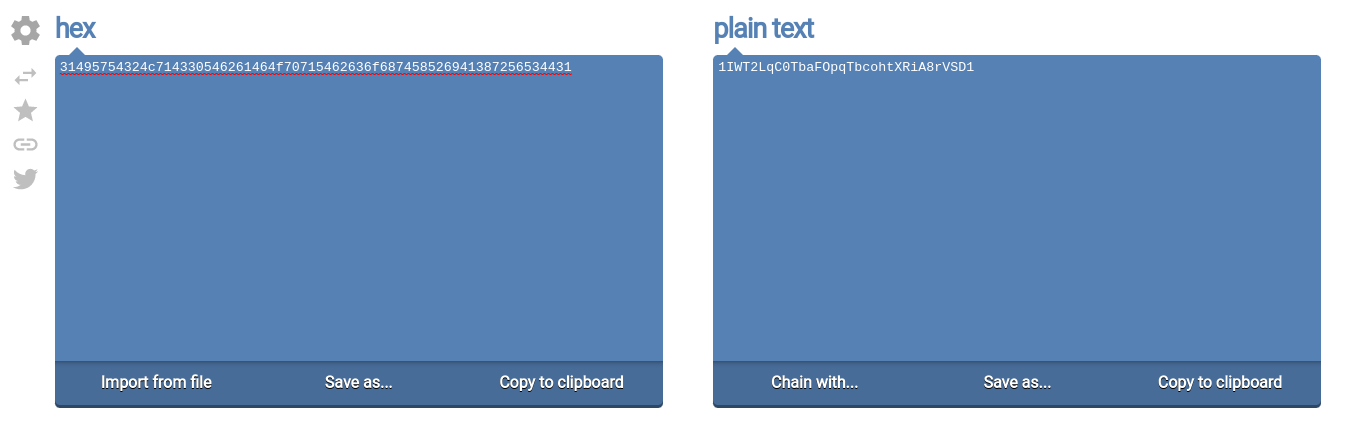 hex
plain text
31495754324c714330546261464f70715462636f687458526941387256534431
1IWT2LqC0TbaFOpqTbcohtXRiA8rVSD1
Import from file Save as... Copy to clipboard
Chain with... Save as... Copy to clipboard